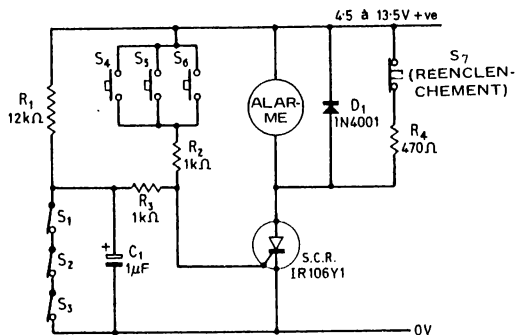 4.5 à 13.5V +ve
S4
S5
S6
S7
(RÉENCLEN-
CHEMENT)
R1
12kΩ
ALAR-
ME
D1
1N4001
R4
470Ω
R2
1kΩ
R3
1kΩ
S1
S2
S3
+
C1
1µF
S.C.R.
IR106Y1
0V